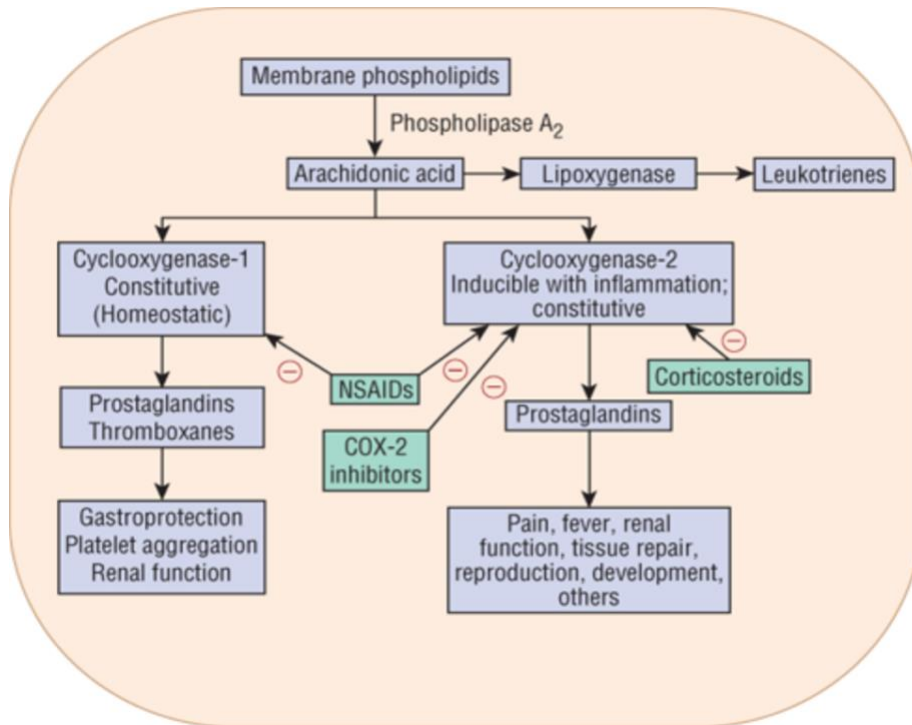 Membrane phospholipids
Phospholipase A2
Arachidonic acid
Lipoxygenase
Leukotrienes
Cyclooxygenase-1
Constitutive
(Homeostatic)
Cyclooxygenase-2
Inducible with inflammation;
constitutive
−
−
−
−
NSAIDs
Corticosteroids
Prostaglandins
Thromboxanes
COX-2
inhibitors
Prostaglandins
Gastroprotection
Platelet aggregation
Renal function
Pain, fever, renal
function, tissue repair,
reproduction, development,
others